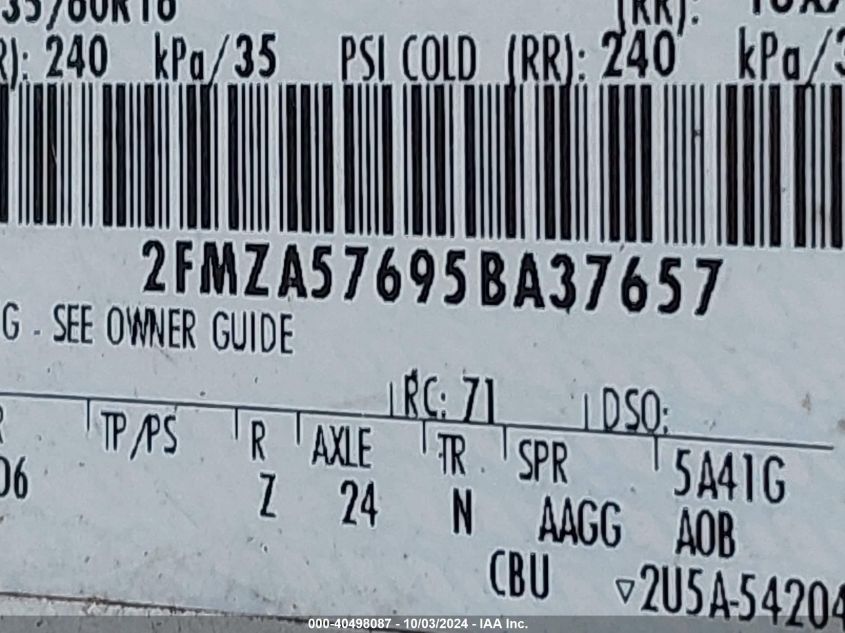 35/60R16 (RR):
R): 240 kPa/35 PSI COLD (RR): 240 kPa/3
2FMZA57695BA37657
G - SEE OWNER GUIDE
RC: 71 DSO:
R TP/PS R AXLE TR SPR 5A41G
06 Z 24 N AAGG AOB
CBU ▽2U5A-54204
000-40498087 - 10/03/2024 - IAA Inc.